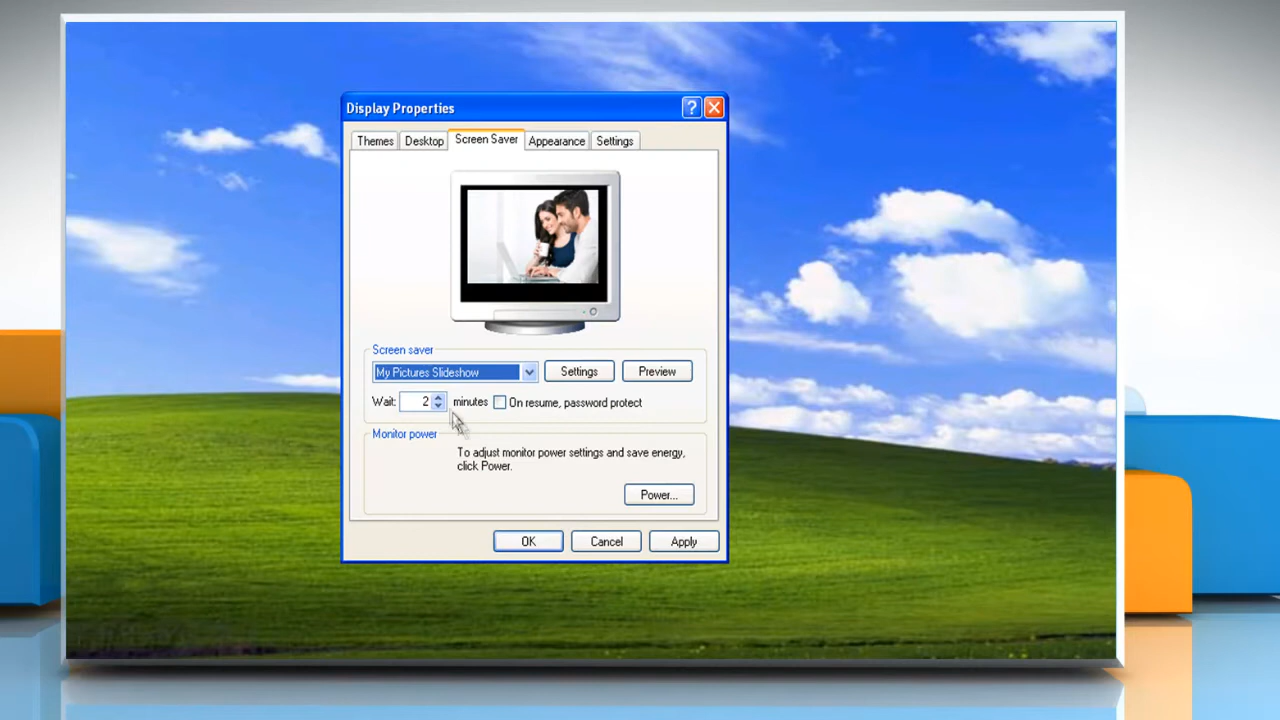 Display Properties
Themes Desktop Screen Saver Appearance Settings
Screen saver
My Pictures Slideshow Settings Preview
Wait: 2 minutes On resume, password protect
Monitor power
To adjust monitor power settings and save energy,
click Power.
Power...
OK Cancel Apply